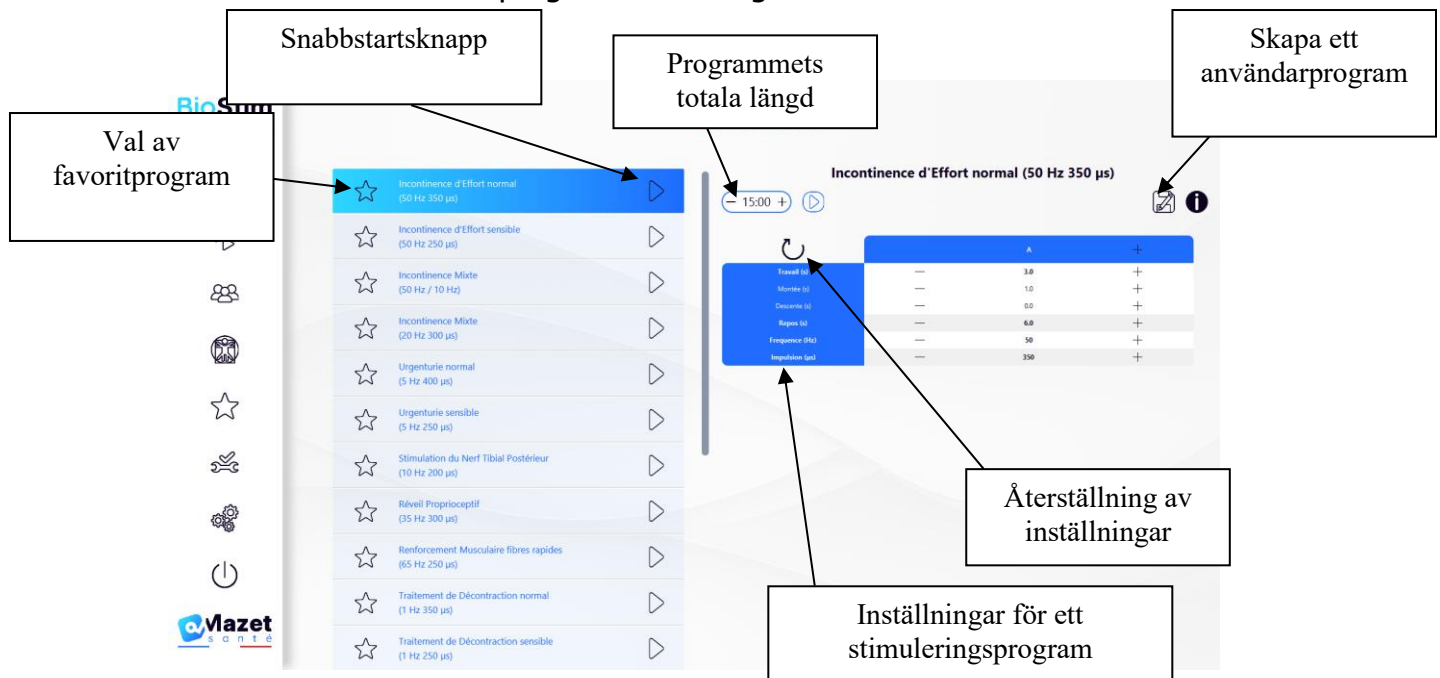 Snabbstartsknapp
Programmets
totala längd
Skapa ett
användarprogram
BioStim
Val av
favoritprogram
Incontinence d'Effort normal
(50 Hz 350 µs)
Incontinence d'Effort sensible
(50 Hz 250 µs)
Incontinence Mixte
(50 Hz / 10 Hz)
Incontinence Mixte
(20 Hz 300 µs)
Urgenturie normal
(5 Hz 400 µs)
Urgenturie sensible
(5 Hz 250 µs)
Stimulation du Nerf Tibial Postérieur
(10 Hz 200 µs)
Réveil Proprioceptif
(35 Hz 300 µs)
Renforcement Musculaire fibres rapides
(65 Hz 250 µs)
Traitement de Décontraction normal
(1 Hz 350 µs)
Traitement de Décontraction sensible
(1 Hz 250 µs)
Incontinence d'Effort normal (50 Hz 350 µs)
− 15:00 +
A +
Travail (s) — 3.0 +
Montée (s) — 1.0 +
Descente (s) — 0.0 +
Repos (s) — 6.0 +
Frequence (Hz) — 50 +
Impulsion (µs) — 350 +
Återställning av
inställningar
Inställningar för ett
stimuleringsprogram
Mazet
santé